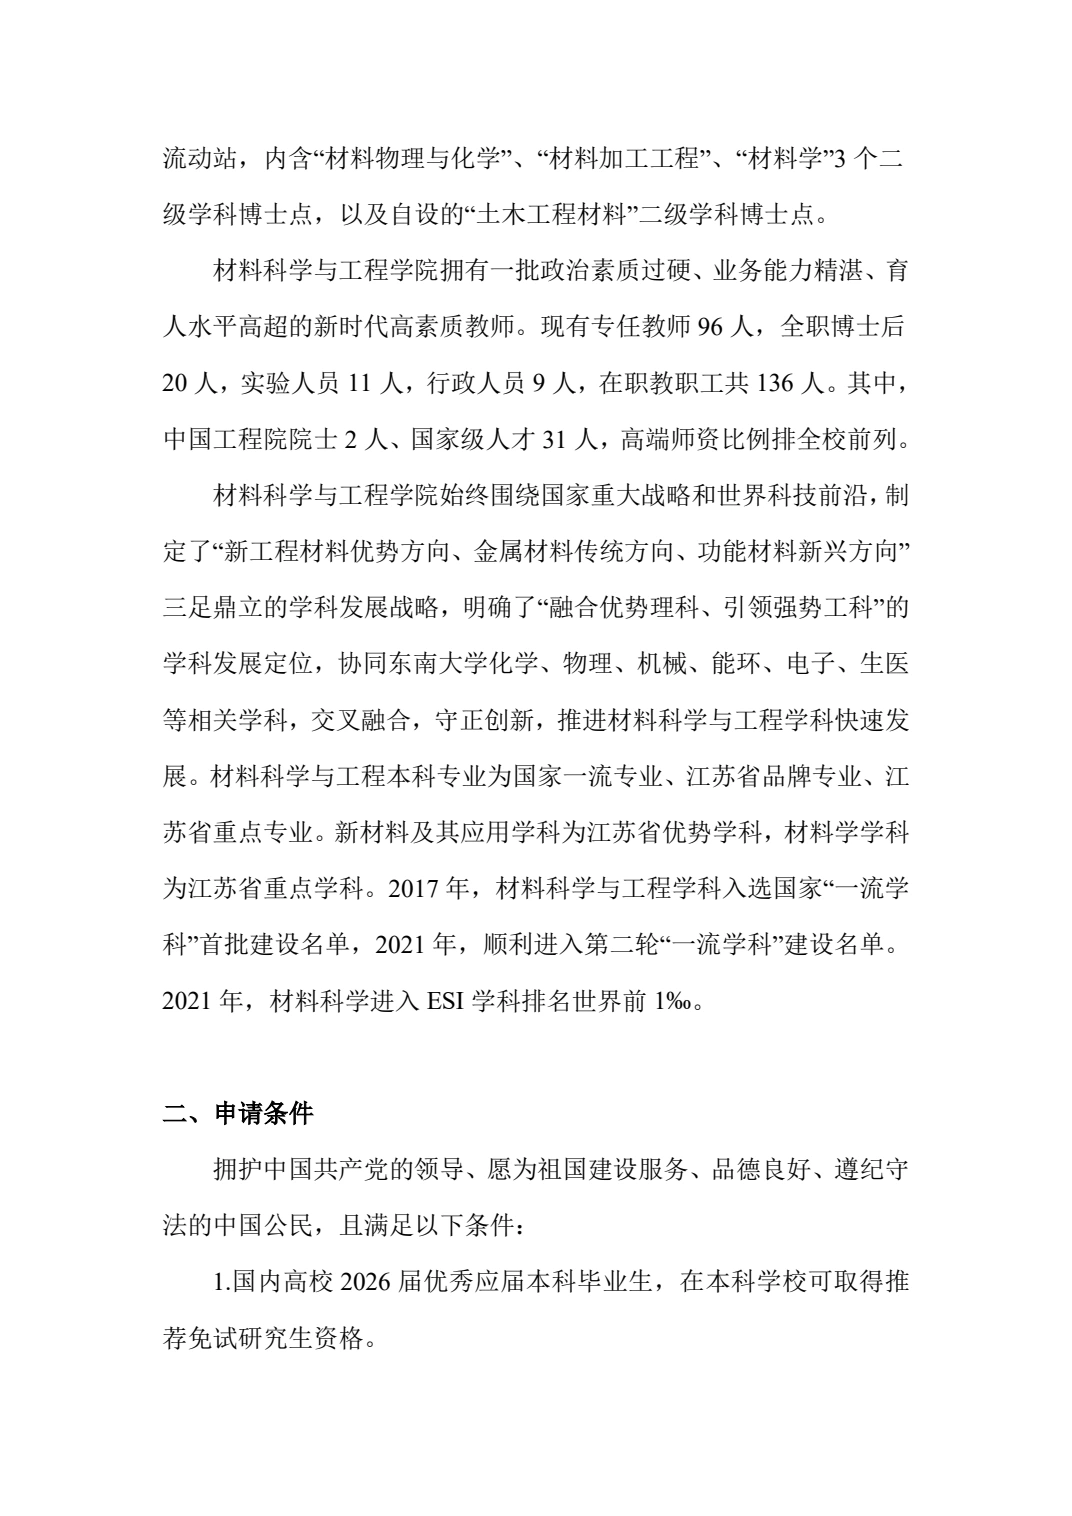 流动站，内含“材料物理与化学”、“材料加工工程”、“材料学”3 个二
级学科博士点，以及自设的“土木工程材料”二级学科博士点。
材料科学与工程学院拥有一批政治素质过硬、业务能力精湛、育
人水平高超的新时代高素质教师。现有专任教师 96 人，全职博士后
20 人，实验人员 11 人，行政人员 9 人，在职教职工共 136 人。其中，
中国工程院院士 2 人、国家级人才 31 人，高端师资比例排全校前列。
材料科学与工程学院始终围绕国家重大战略和世界科技前沿，制
定了“新工程材料优势方向、金属材料传统方向、功能材料新兴方向”
三足鼎立的学科发展战略，明确了“融合优势理科、引领强势工科”的
学科发展定位，协同东南大学化学、物理、机械、能环、电子、生医
等相关学科，交叉融合，守正创新，推进材料科学与工程学科快速发
展。材料科学与工程本科专业为国家一流专业、江苏省品牌专业、江
苏省重点专业。新材料及其应用学科为江苏省优势学科，材料学学科
为江苏省重点学科。2017 年，材料科学与工程学科入选国家“一流学
科”首批建设名单，2021 年，顺利进入第二轮“一流学科”建设名单。
2021 年，材料科学进入 ESI 学科排名世界前 1‰。
二、申请条件
拥护中国共产党的领导、愿为祖国建设服务、品德良好、遵纪守
法的中国公民，且满足以下条件：
1.国内高校 2026 届优秀应届本科毕业生，在本科学校可取得推
荐免试研究生资格。